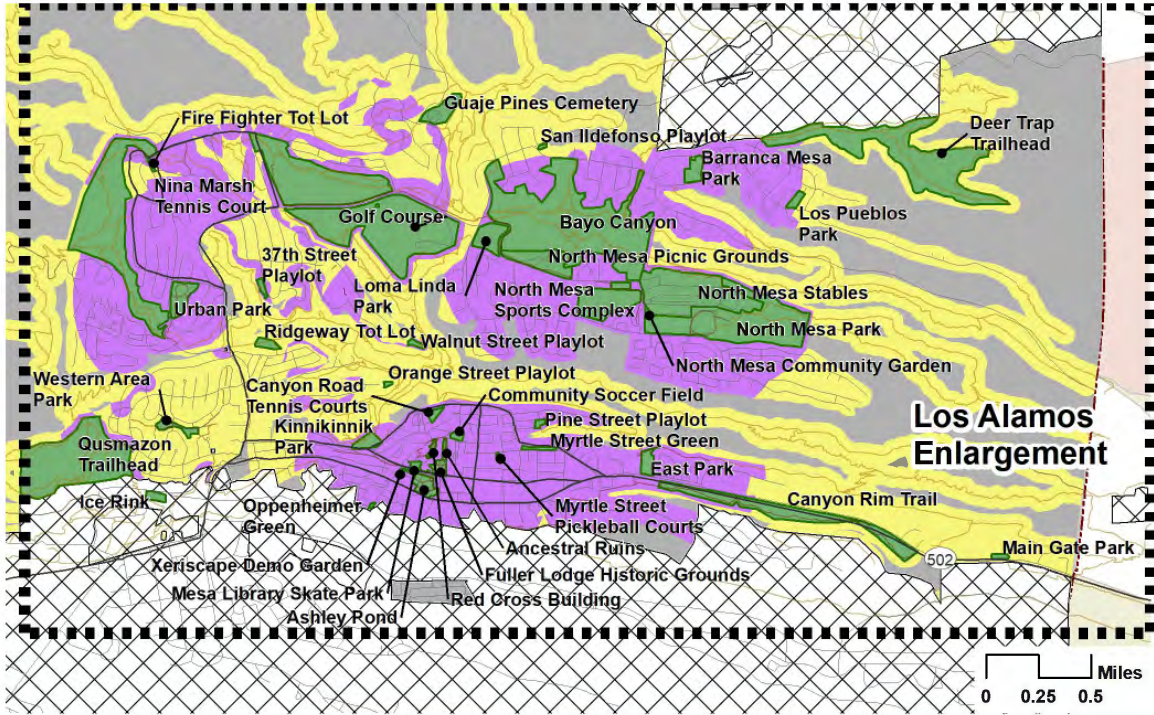 Guaje Pines Cemetery
Fire Fighter Tot Lot
San Ildefonso Playlot
Deer Trap
Trailhead
Barranca Mesa
Park
Nina Marsh
Tennis Court
Golf Course
Bayo Canyon
Los Pueblos
Park
37th Street
Playlot
North Mesa Picnic Grounds
Loma Linda
Park
North Mesa
Sports Complex
North Mesa Stables
Urban Park
North Mesa Park
Ridgeway Tot Lot
Walnut Street Playlot
North Mesa Community Garden
Western Area
Park
Orange Street Playlot
Canyon Road
Tennis Courts
Community Soccer Field
Kinnikinnik
Park
Pine Street Playlot
Los Alamos
Enlargement
Qusmazon
Trailhead
Myrtle Street Green
East Park
Ice Rink
Oppenheimer
Green
Canyon Rim Trail
Myrtle Street
Pickleball Courts
Ancestral Ruins
Main Gate Park
502
Xeriscape Demo Garden
Fuller Lodge Historic Grounds
Mesa Library Skate Park
Red Cross Building
Ashley Pond
Miles
0 0.25 0.5